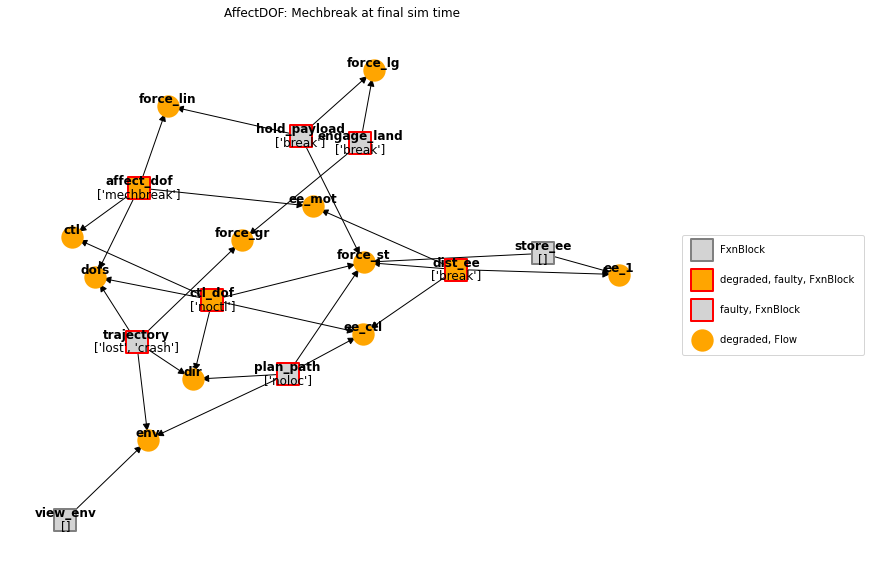 AffectDOF: Mechbreak at final sim time
force_lg
force_lin
hold_payload
['break']
engage_land
['break']
affect_dof
['mechbreak']
ee_mot
ctl
force_gr
store_ee
[]
force_st
dist_ee
['break']
ee_1
dofs
ctl_dof
['noctl']
ee_ctl
trajectory
['lost', 'crash']
plan_path
['noloc']
dir
env
view_env
[]
FxnBlock
degraded, faulty, FxnBlock
faulty, FxnBlock
degraded, Flow